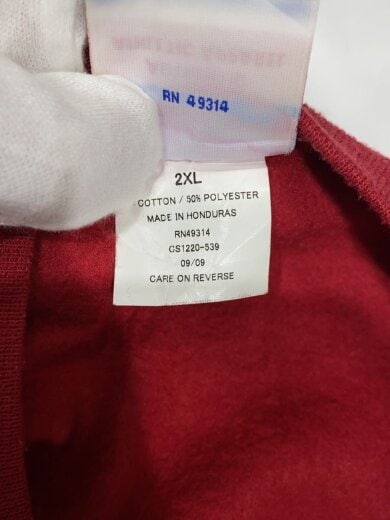 RN 49314
2XL
COTTON / 50% POLYESTER
MADE IN HONDURAS
RN49314
CS1220-539
09/09
CARE ON REVERSE